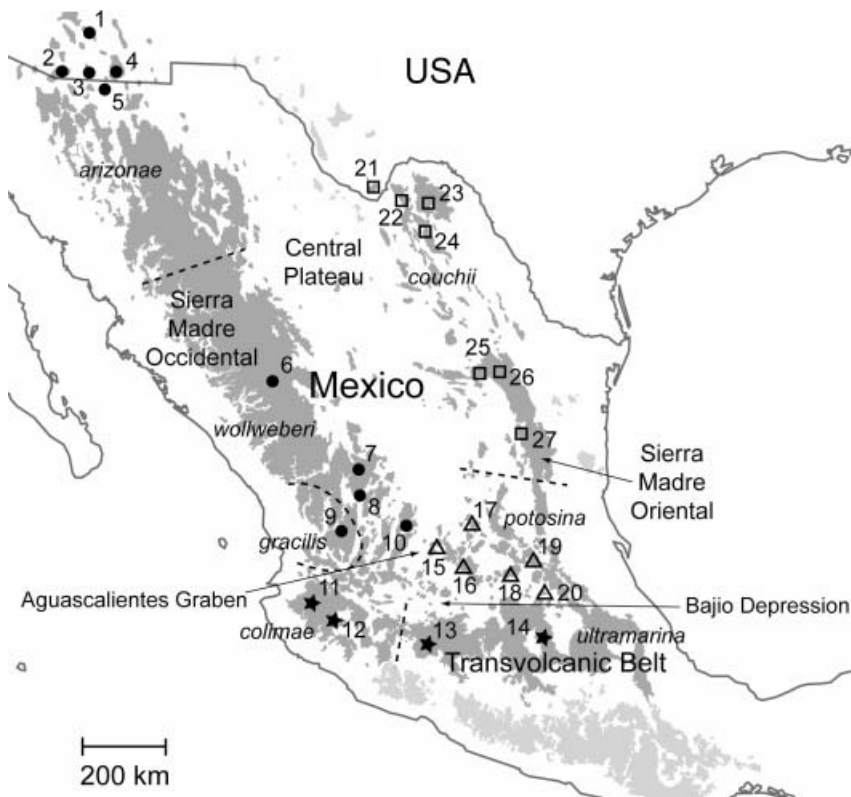 1
2
3
4
5
USA
arizonae
21
22
23
24
Central
Plateau
couchii
Sierra
Madre
Occidental
6
Mexico
25
26
wollweberi
27
7
8
Sierra
Madre
Oriental
9
10
gracilis
17
potosina
15
16
18
19
20
Aguascalientes Graben
Bajio Depression
11
12
colimae
13
14
ultramarina
Transvolcanic Belt
200 km